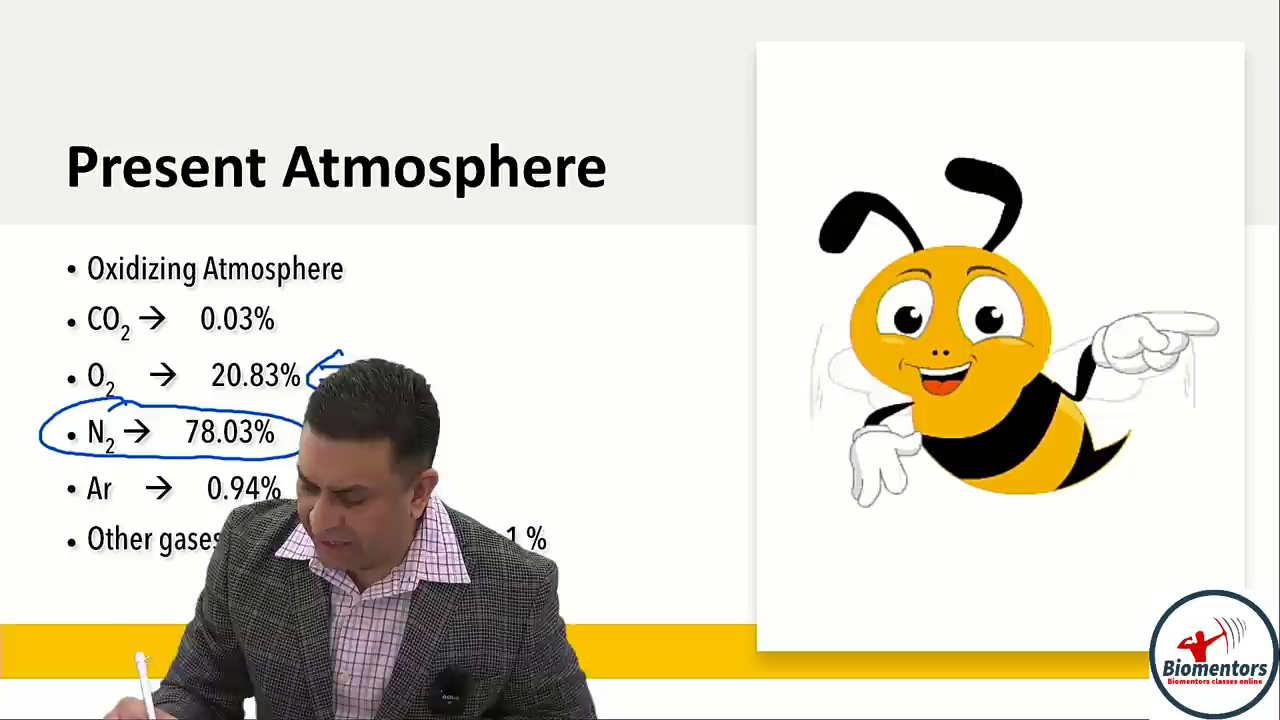 Present Atmosphere
• Oxidizing Atmosphere
• CO₂ → 0.03%
• O₂ → 20.83%
• N₂ → 78.03%
• Ar → 0.94%
• Other gases 1 %
Biomentors
Biomentors classes online